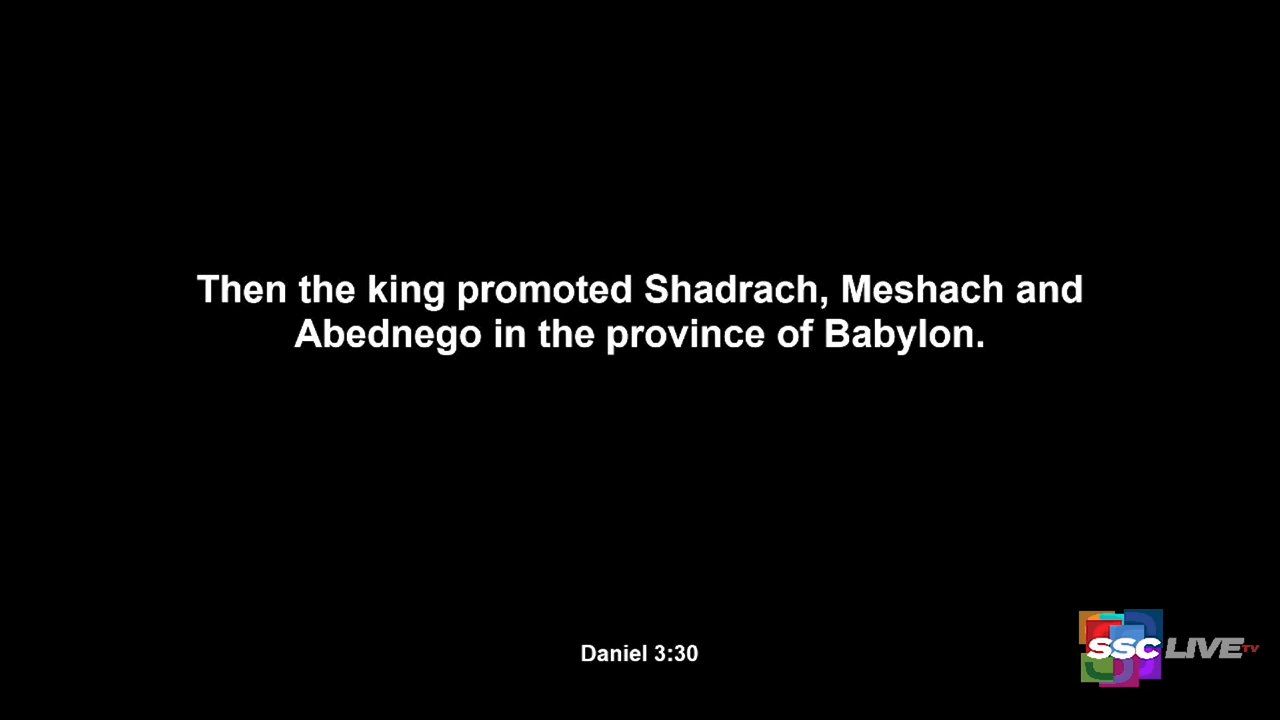 Then the king promoted Shadrach, Meshach and
Abednego in the province of Babylon.
Daniel 3:30
SSC LIVE TV